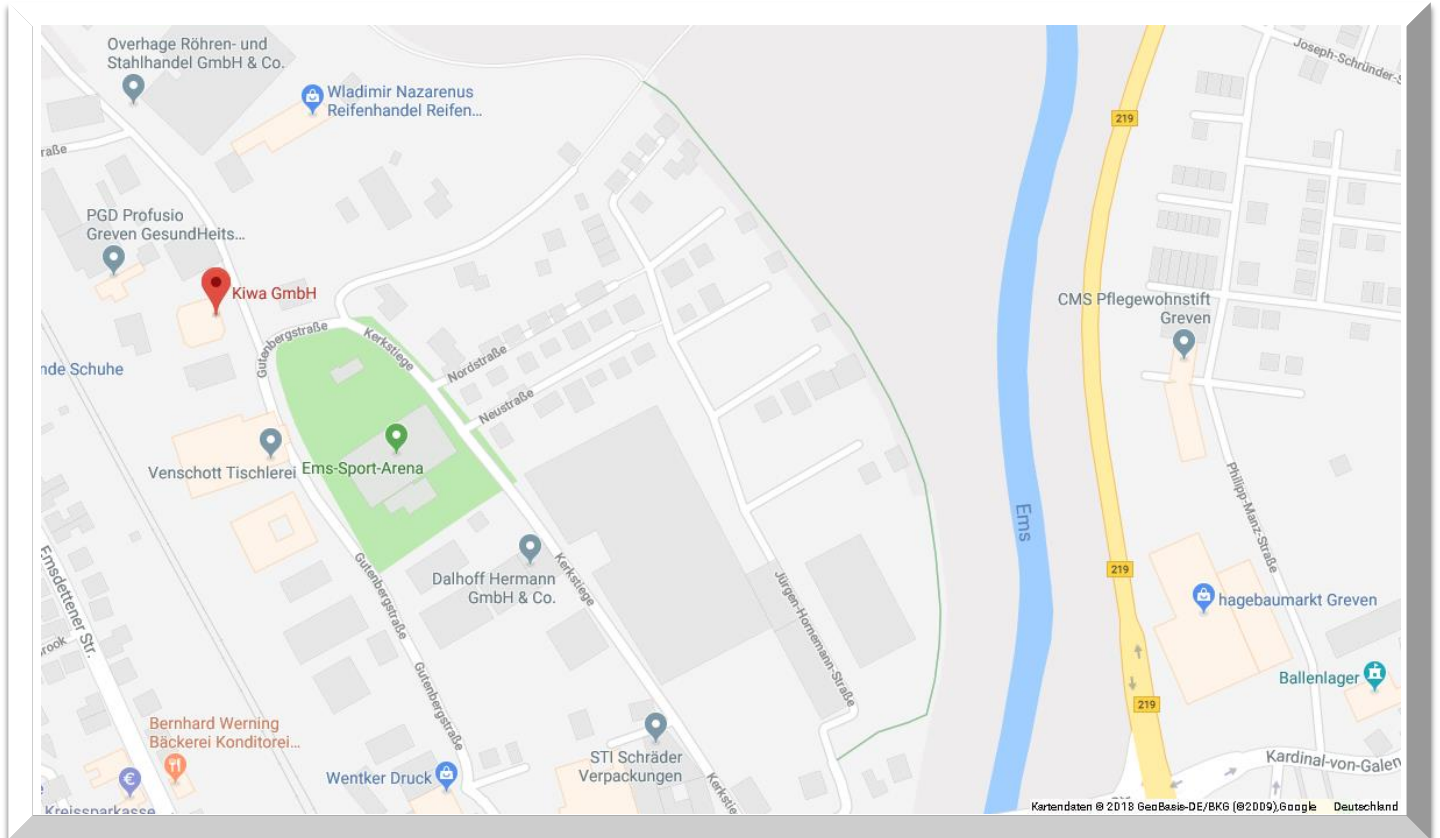 Overhage Röhren- und
Stahlhandel GmbH & Co.
Wladimir Nazarenus
Reifenhandel Reifen...
Joseph-Schründer-S
219
raße
PGD Profusio
Greven GesundHeits...
Kiwa GmbH
CMS Pflegewohnstift
Greven
Gutenbergstraße
Kerkstiege
Nordstraße
nde Schuhe
Neustraße
Venschott Tischlerei
Ems-Sport-Arena
Philipp-Manz-Straße
Ems
Emsdettener Str.
Gutenbergstraße
Dalhoff Hermann
GmbH & Co.
Kerkstiege
Jürgen-Hornemann-Straße
219
hagebaumarkt Greven
rook
Gutenbergstraße
Ballenlager
219
Bernhard Werning
Bäckerei Konditorei...
STI Schräder
Verpackungen
Kardinal-von-Galen
Wentker Druck
Kerkstie
€
Kreissparkasse
Kartendaten © 2018 GeoBasis-DE/BKG (©2009),Google Deutschland